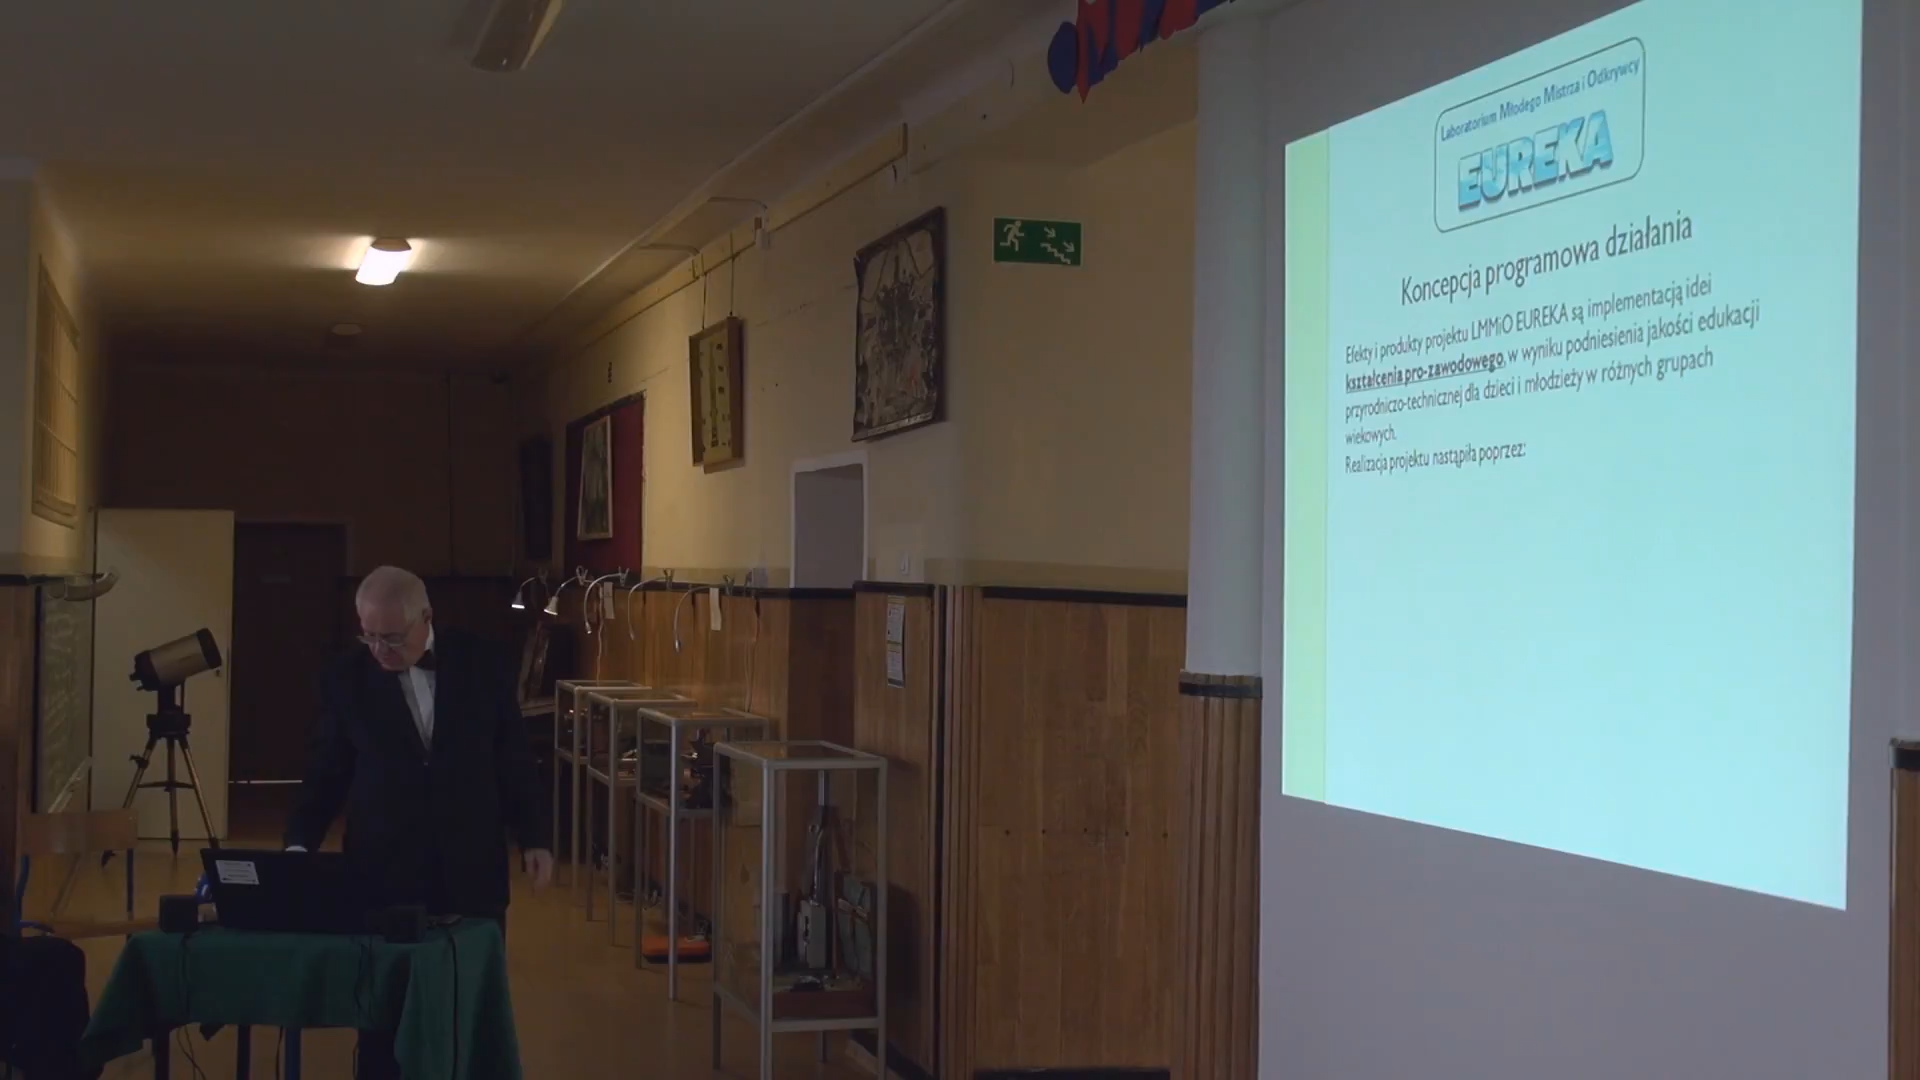 Laboratorium Młodego Mistrza i Odkrywcy
EUREKA
Koncepcja programowa działania
Efekty i produkty projektu LMMiO EUREKA są implementacją idei
kształcenia pro-zawodowego, w wyniku podniesienia jakości edukacji
przyrodniczo-technicznej dla dzieci i młodzieży w różnych grupach
wiekowych.
Realizacja projektu nastąpiła poprzez: